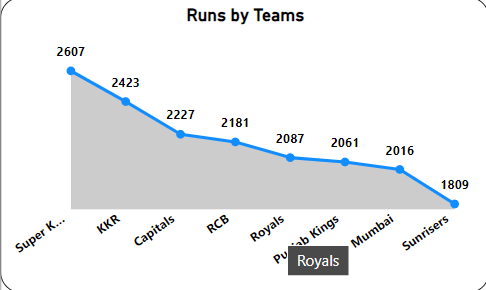 Runs by Teams
2607
2423
2227
2181
2087
2061
2016
1809
Super K...
KKR
Capitals
RCB
Royals
Punjab Kings
Mumbai
Sunrisers
Royals